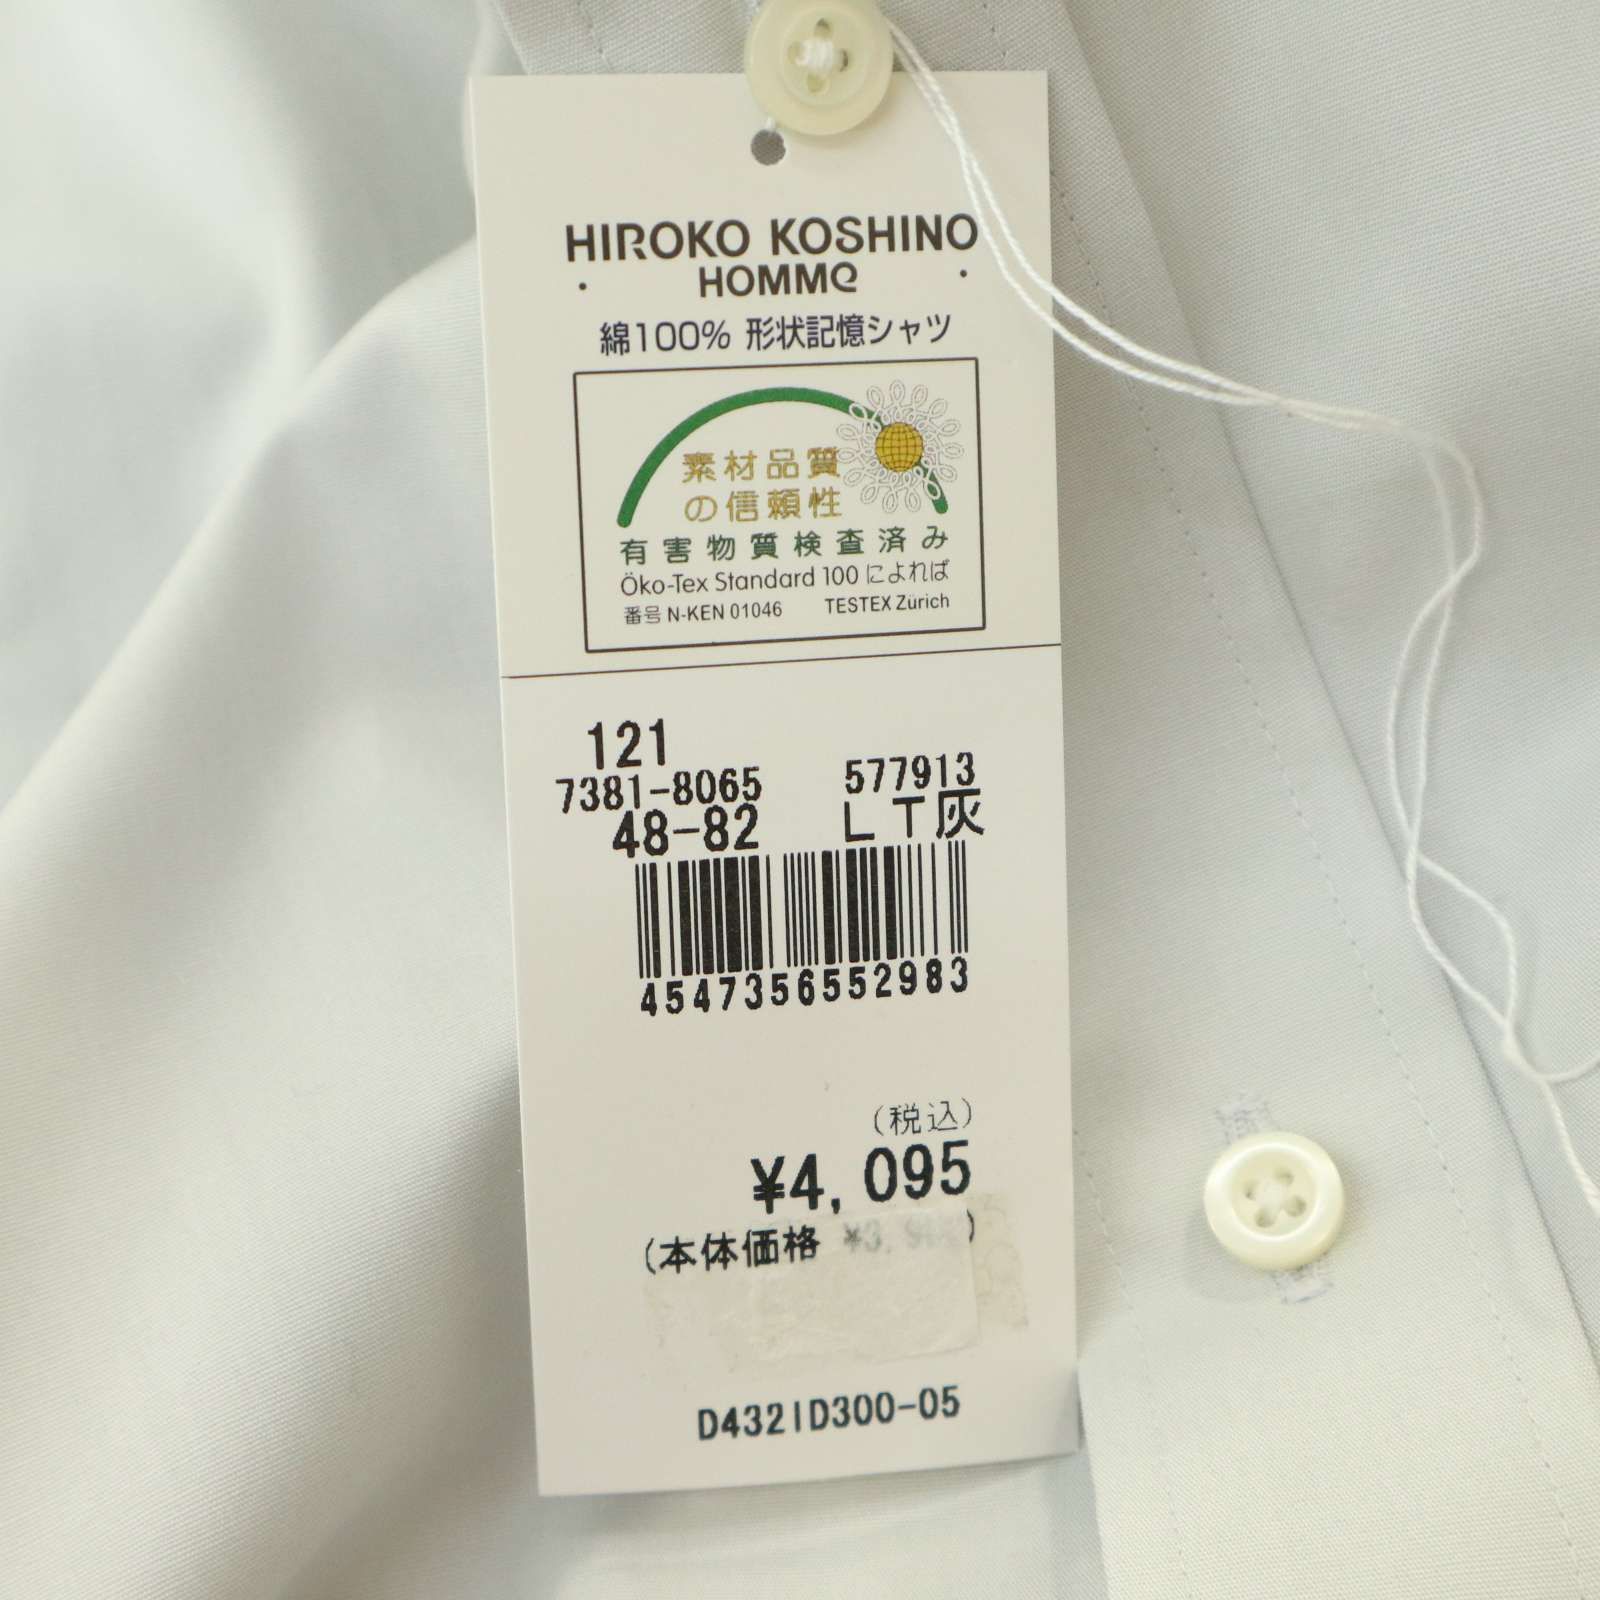 HIROKO KOSHINO
・ HOMMe ・
綿100% 形状記憶シャツ
素材品質
の信頼性
有害物質検査済み
Öko-Tex Standard 100 によれば
番号 N-KEN 01046 TESTEX Zürich
121
7381-8065 577913
48-82 LT灰
4547356552983
(税込)
¥4,095
(本体価格 )
D432ID300-05